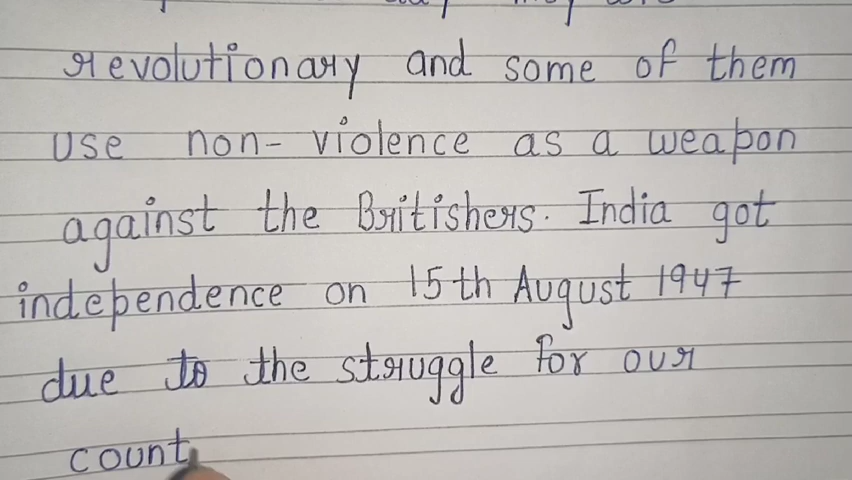 revolutionary and some of them
use non-violence as a weapon
against the Britishers. India got
independence on 15th August 1947
due to the struggle for our
count